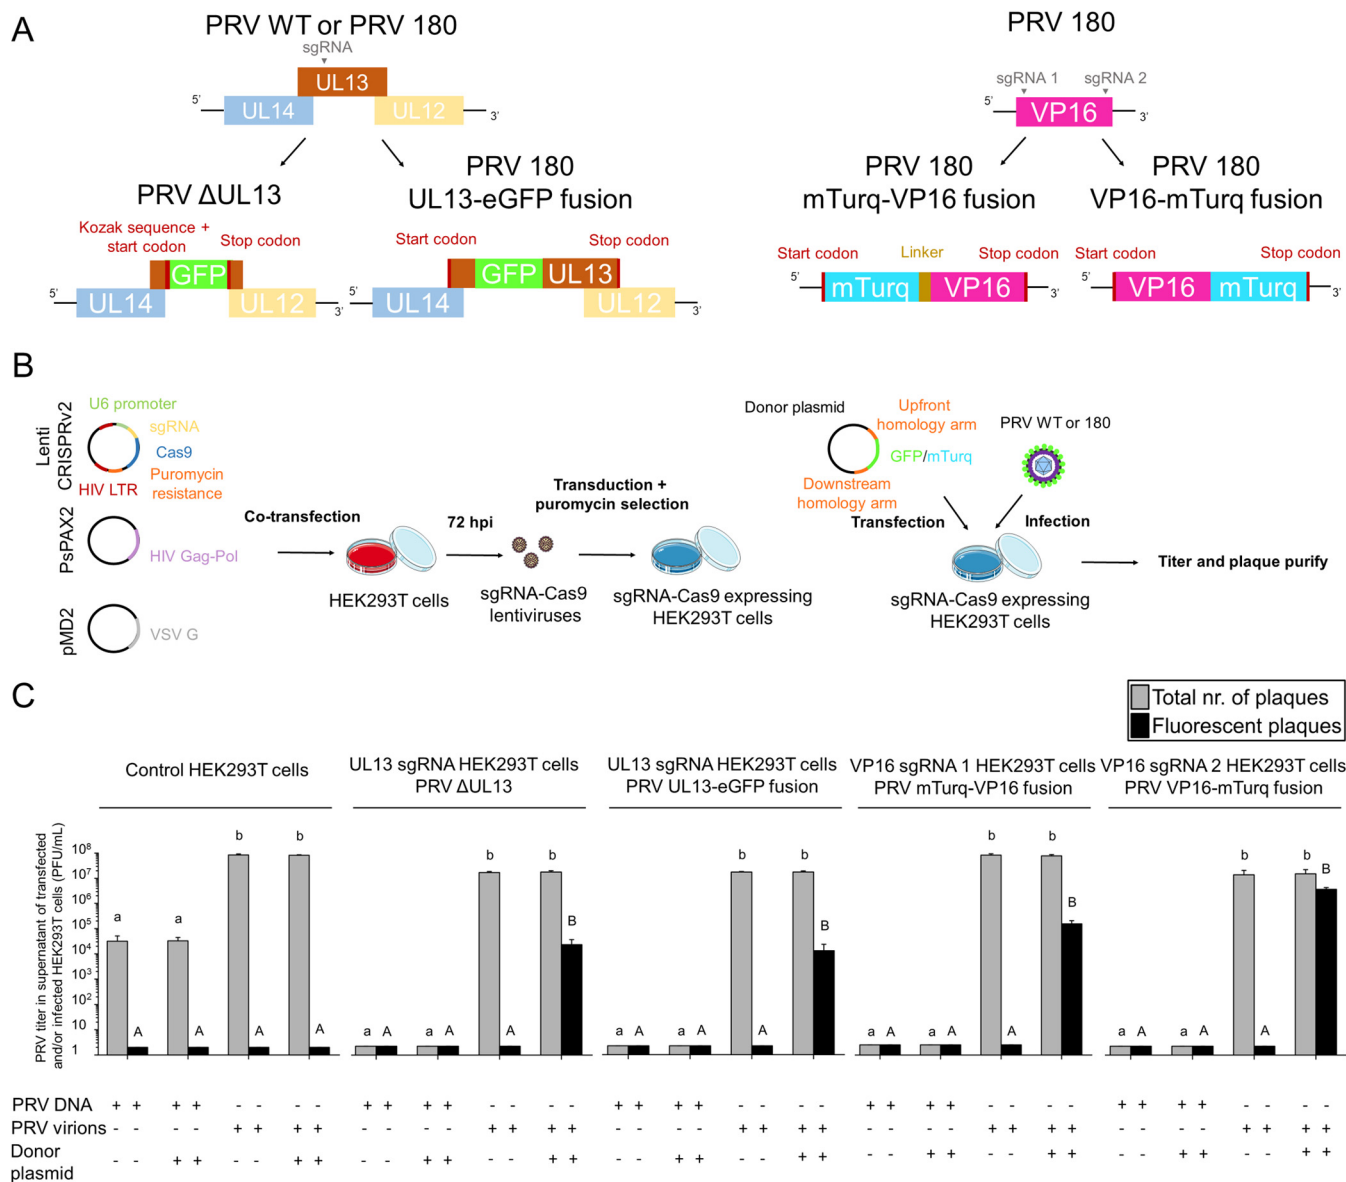 A
PRV WT or PRV 180
sgRNA
UL13
5'
UL14
UL12
3'
PRV ΔUL13
PRV 180
UL13-eGFP fusion
Kozak sequence +
start codon
Stop codon
GFP
5'
UL14
UL12
3'
Start codon
Stop codon
GFP
UL13
5'
UL14
UL12
3'
PRV 180
sgRNA 1
sgRNA 2
5'
VP16
3'
PRV 180
mTurq-VP16 fusion
PRV 180
VP16-mTurq fusion
Start codon
Linker
Stop codon
5'
mTurq
VP16
3'
Start codon
Stop codon
5'
VP16
mTurq
3'
B
Lenti
CRISPRv2
U6 promoter
sgRNA
Cas9
Puromycin
resistance
HIV LTR
PsPAX2
HIV Gag-Pol
pMD2
VSV G
Co-transfection
HEK293T cells
72 hpi
sgRNA-Cas9
lentiviruses
Transduction +
puromycin selection
sgRNA-Cas9 expressing
HEK293T cells
Donor plasmid
Upfront
homology arm
GFP/mTurq
Downstream
homology arm
PRV WT or 180
Transfection
Infection
sgRNA-Cas9 expressing
HEK293T cells
Titer and plaque purify
C
Total nr. of plaques
Fluorescent plaques
Control HEK293T cells
UL13 sgRNA HEK293T cells
PRV ΔUL13
UL13 sgRNA HEK293T cells
PRV UL13-eGFP fusion
VP16 sgRNA 1 HEK293T cells
PRV mTurq-VP16 fusion
VP16 sgRNA 2 HEK293T cells
PRV VP16-mTurq fusion
PRV titer in supernatant of transfected
and/or infected HEK293T cells (PFU/mL)
10⁸
10⁷
10⁶
10⁵
10⁴
10³
10²
10
1
a A a A b A b A
a A a A b A b B
a A a A b A b B
a A a A b A b B
a A a A b A b B
PRV DNA + + + + - - - - + + + + - - - - + + + + - - - - + + + + - - - - + + + + - - - -
PRV virions - - - - + + + + - - - - + + + + - - - - + + + + - - - - + + + + - - - - + + + +
Donor
plasmid - - + + - - + + - - + + - - + + - - + + - - + + - - + + - - + + - - + + - - + +